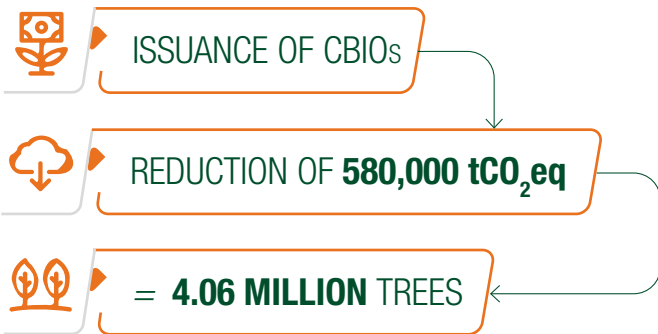 ISSUANCE OF CBIOs
REDUCTION OF 580,000 tCO₂eq
= 4.06 MILLION TREES